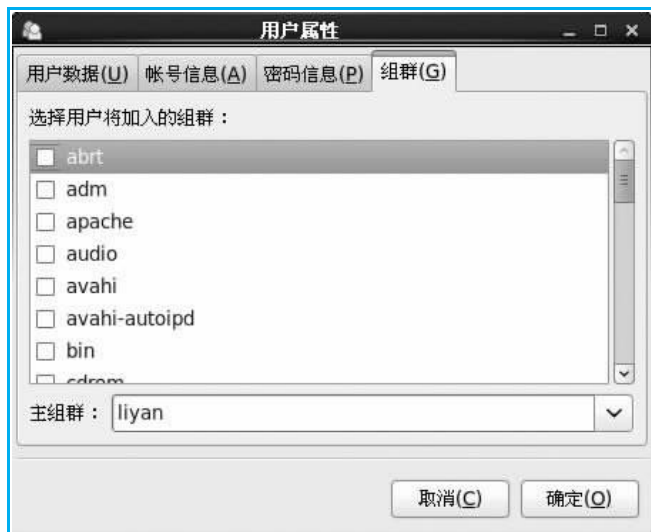 用户属性
用户数据(U) 帐号信息(A) 密码信息(P) 组群(G)
选择用户将加入的组群：
abrt
adm
apache
audio
avahi
avahi-autoipd
bin
cdrom
主组群： liyan
取消(C) 确定(O)